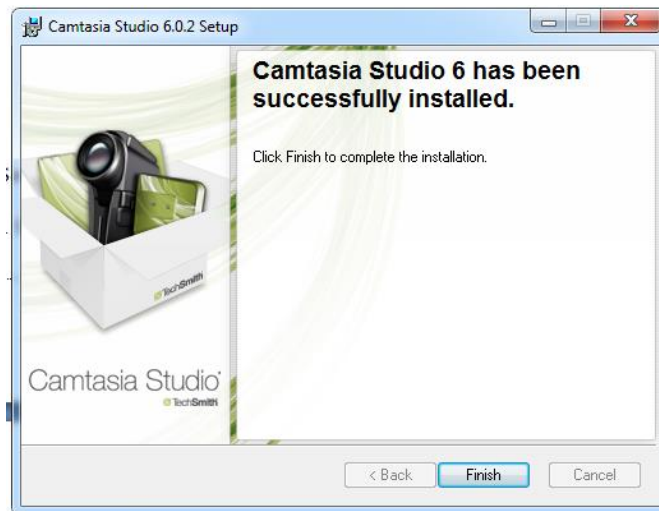 Camtasia Studio 6.0.2 Setup
Camtasia Studio 6 has been
successfully installed.
Click Finish to complete the installation.
TechSmith
Camtasia Studio
TechSmith
< Back
Finish
Cancel